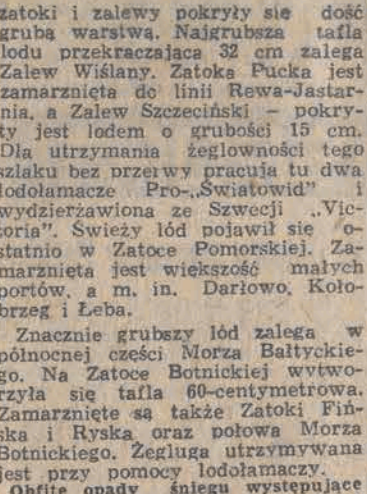 zatoki i zalewy pokryły się dość
grubą warstwą. Najgrubsza tafla
lodu przekraczająca 32 cm zalega
Zalew Wiślany. Zatoka Pucka jest
zamarznięta do linii Rewa-Jastar-
nia, a Zalew Szczeciński — pokry-
ty jest lodem o grubości 15 cm.
Dla utrzymania żeglowności tego
szlaku bez przerwy pracują tu dwa
lodołamacze Pro-„Światowid” i
wydzierżawiona ze Szwecji „Vic-
toria”. Świeży lód pojawił się o-
statnio w Zatoce Pomorskiej. Za-
marznięta jest większość małych
portów, a m. in. Darłowo, Koło-
brzeg i Łeba.
Znacznie grubszy lód zalega w
północnej części Morza Bałtyckie-
go. Na Zatoce Botnickiej wytwo-
rzyła się tafla 60-centymetrowa.
Zamarznięte są także Zatoki Fiń-
ska i Ryska oraz połowa Morza
Botnickiego. Żegluga utrzymywana
jest przy pomocy lodołamaczy.
Obfite opady śniegu występujące